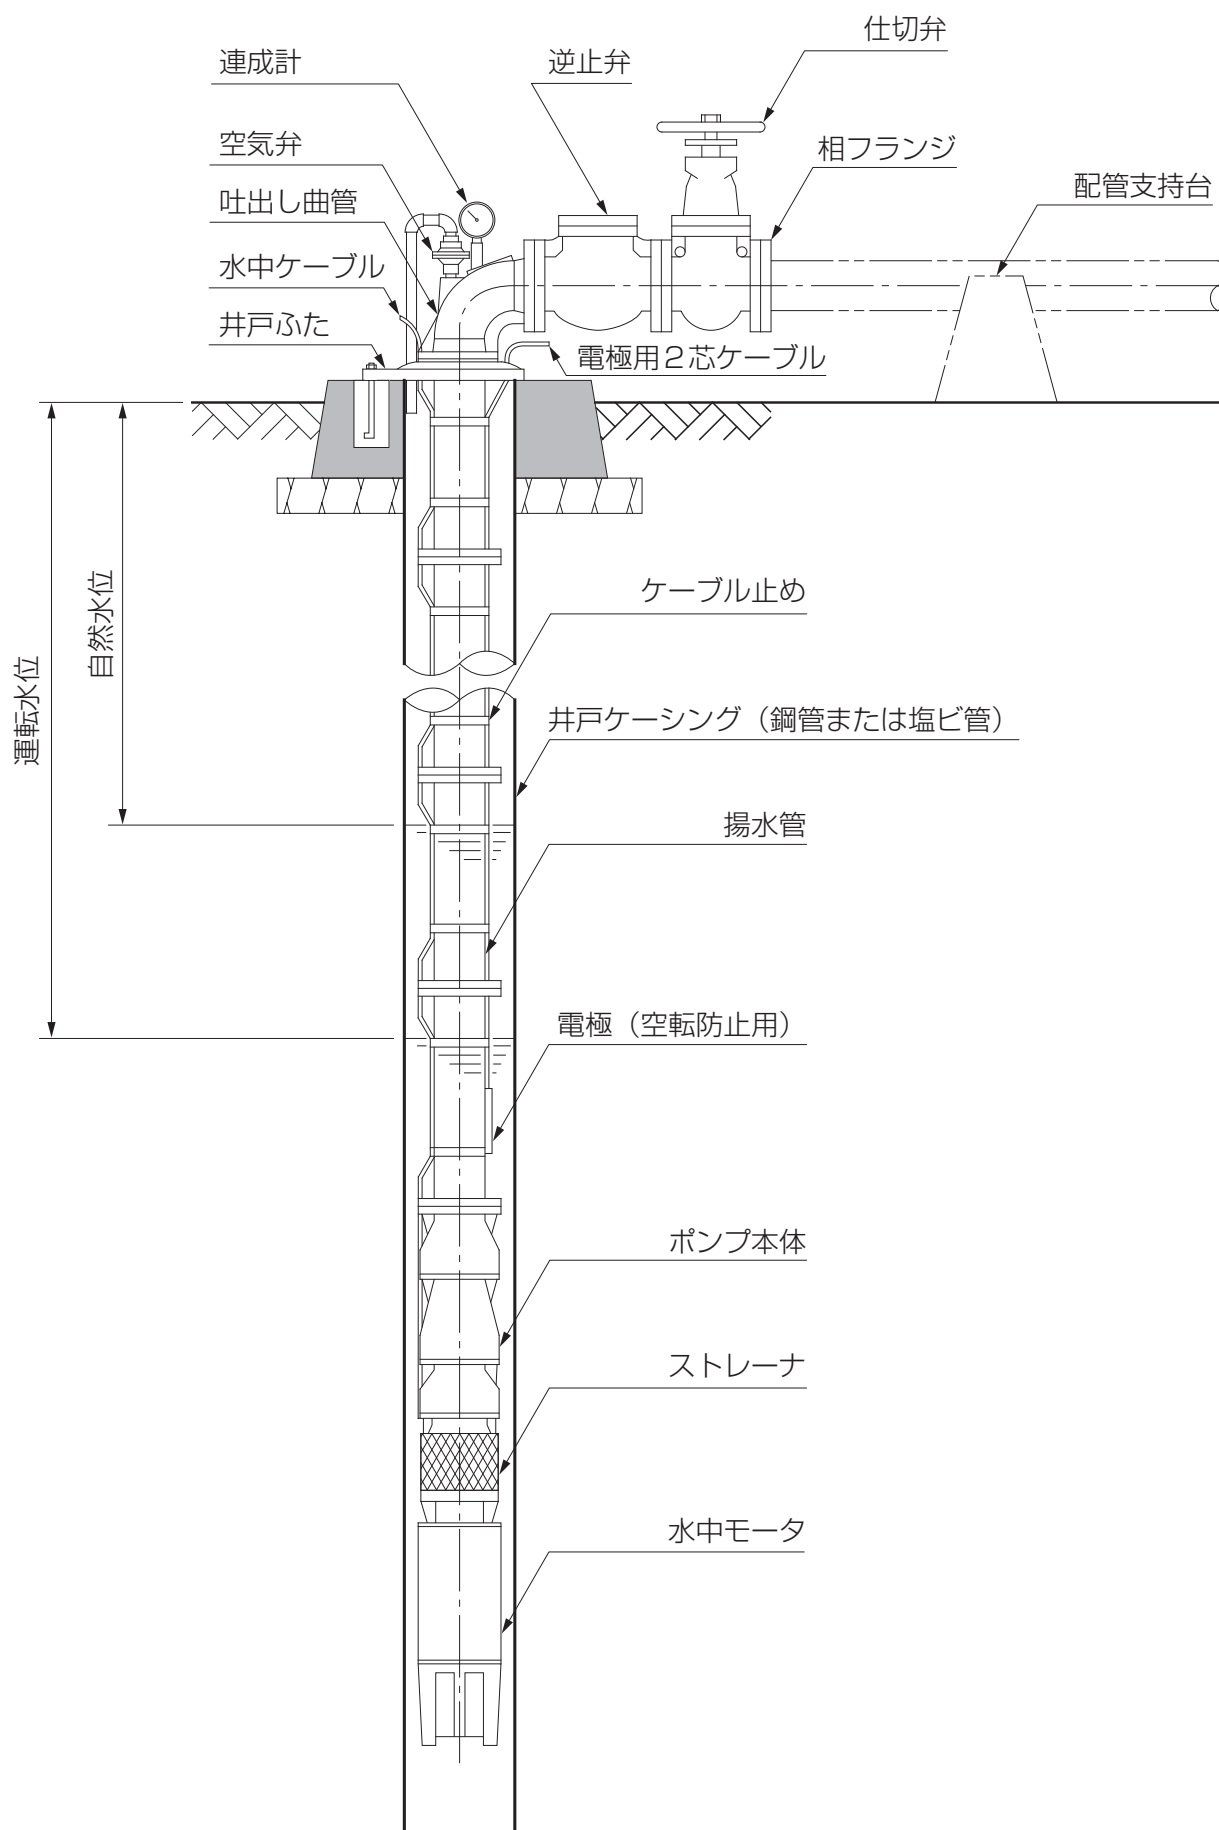 仕切弁
連成計
逆止弁
空気弁
相フランジ
配管支持台
吐出し曲管
水中ケーブル
井戸ふた
電極用２芯ケーブル
自然水位
運転水位
ケーブル止め
井戸ケーシング（鋼管または塩ビ管）
揚水管
電極（空転防止用）
ポンプ本体
ストレーナ
水中モータ